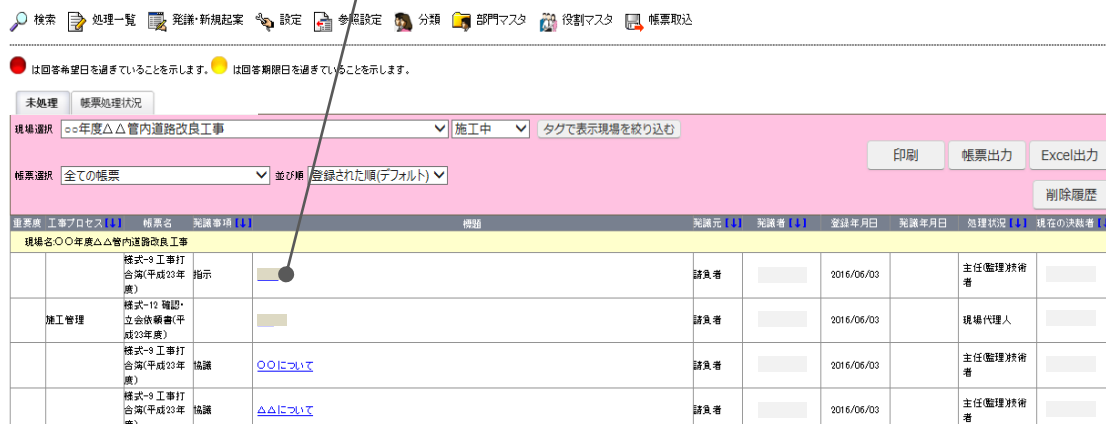 検索 処理一覧 発議・新規起案 設定 参照設定 分類 部門マスタ 役割マスタ 帳票取込
は回答希望日を過ぎていることを示します。 は回答期限日を過ぎていることを示します。
未処理 帳票処理状況
現場選択 ○○年度△△管内道路改良工事 施工中 タグで表示現場を絞り込む
印刷 帳票出力 Excel出力
帳票選択 全ての帳票 並び順 登録された順(デフォルト)
削除履歴
重要度 工事プロセス【↓】 帳票名 発議事項【↓】 標題 発議元【↓】 発議者【↓】 登録年月日 発議年月日 処理状況【↓】 現在の決裁者【↓
現場名:〇〇年度△△管内道路改良工事
様式-9 工事打
合簿(平成23年
度)
指示 請負者 2016/06/03
主任(監理)技術
者
施工管理
様式-12 確認・
立会依頼書(平
成23年度)
請負者 2016/06/03 現場代理人
様式-9 工事打
合簿(平成23年
度)
協議 〇〇について 請負者 2016/06/03
主任(監理)技術
者
様式-9 工事打
合簿(平成23年
度)
協議 △△について 請負者 2016/06/03
主任(監理)技術
者